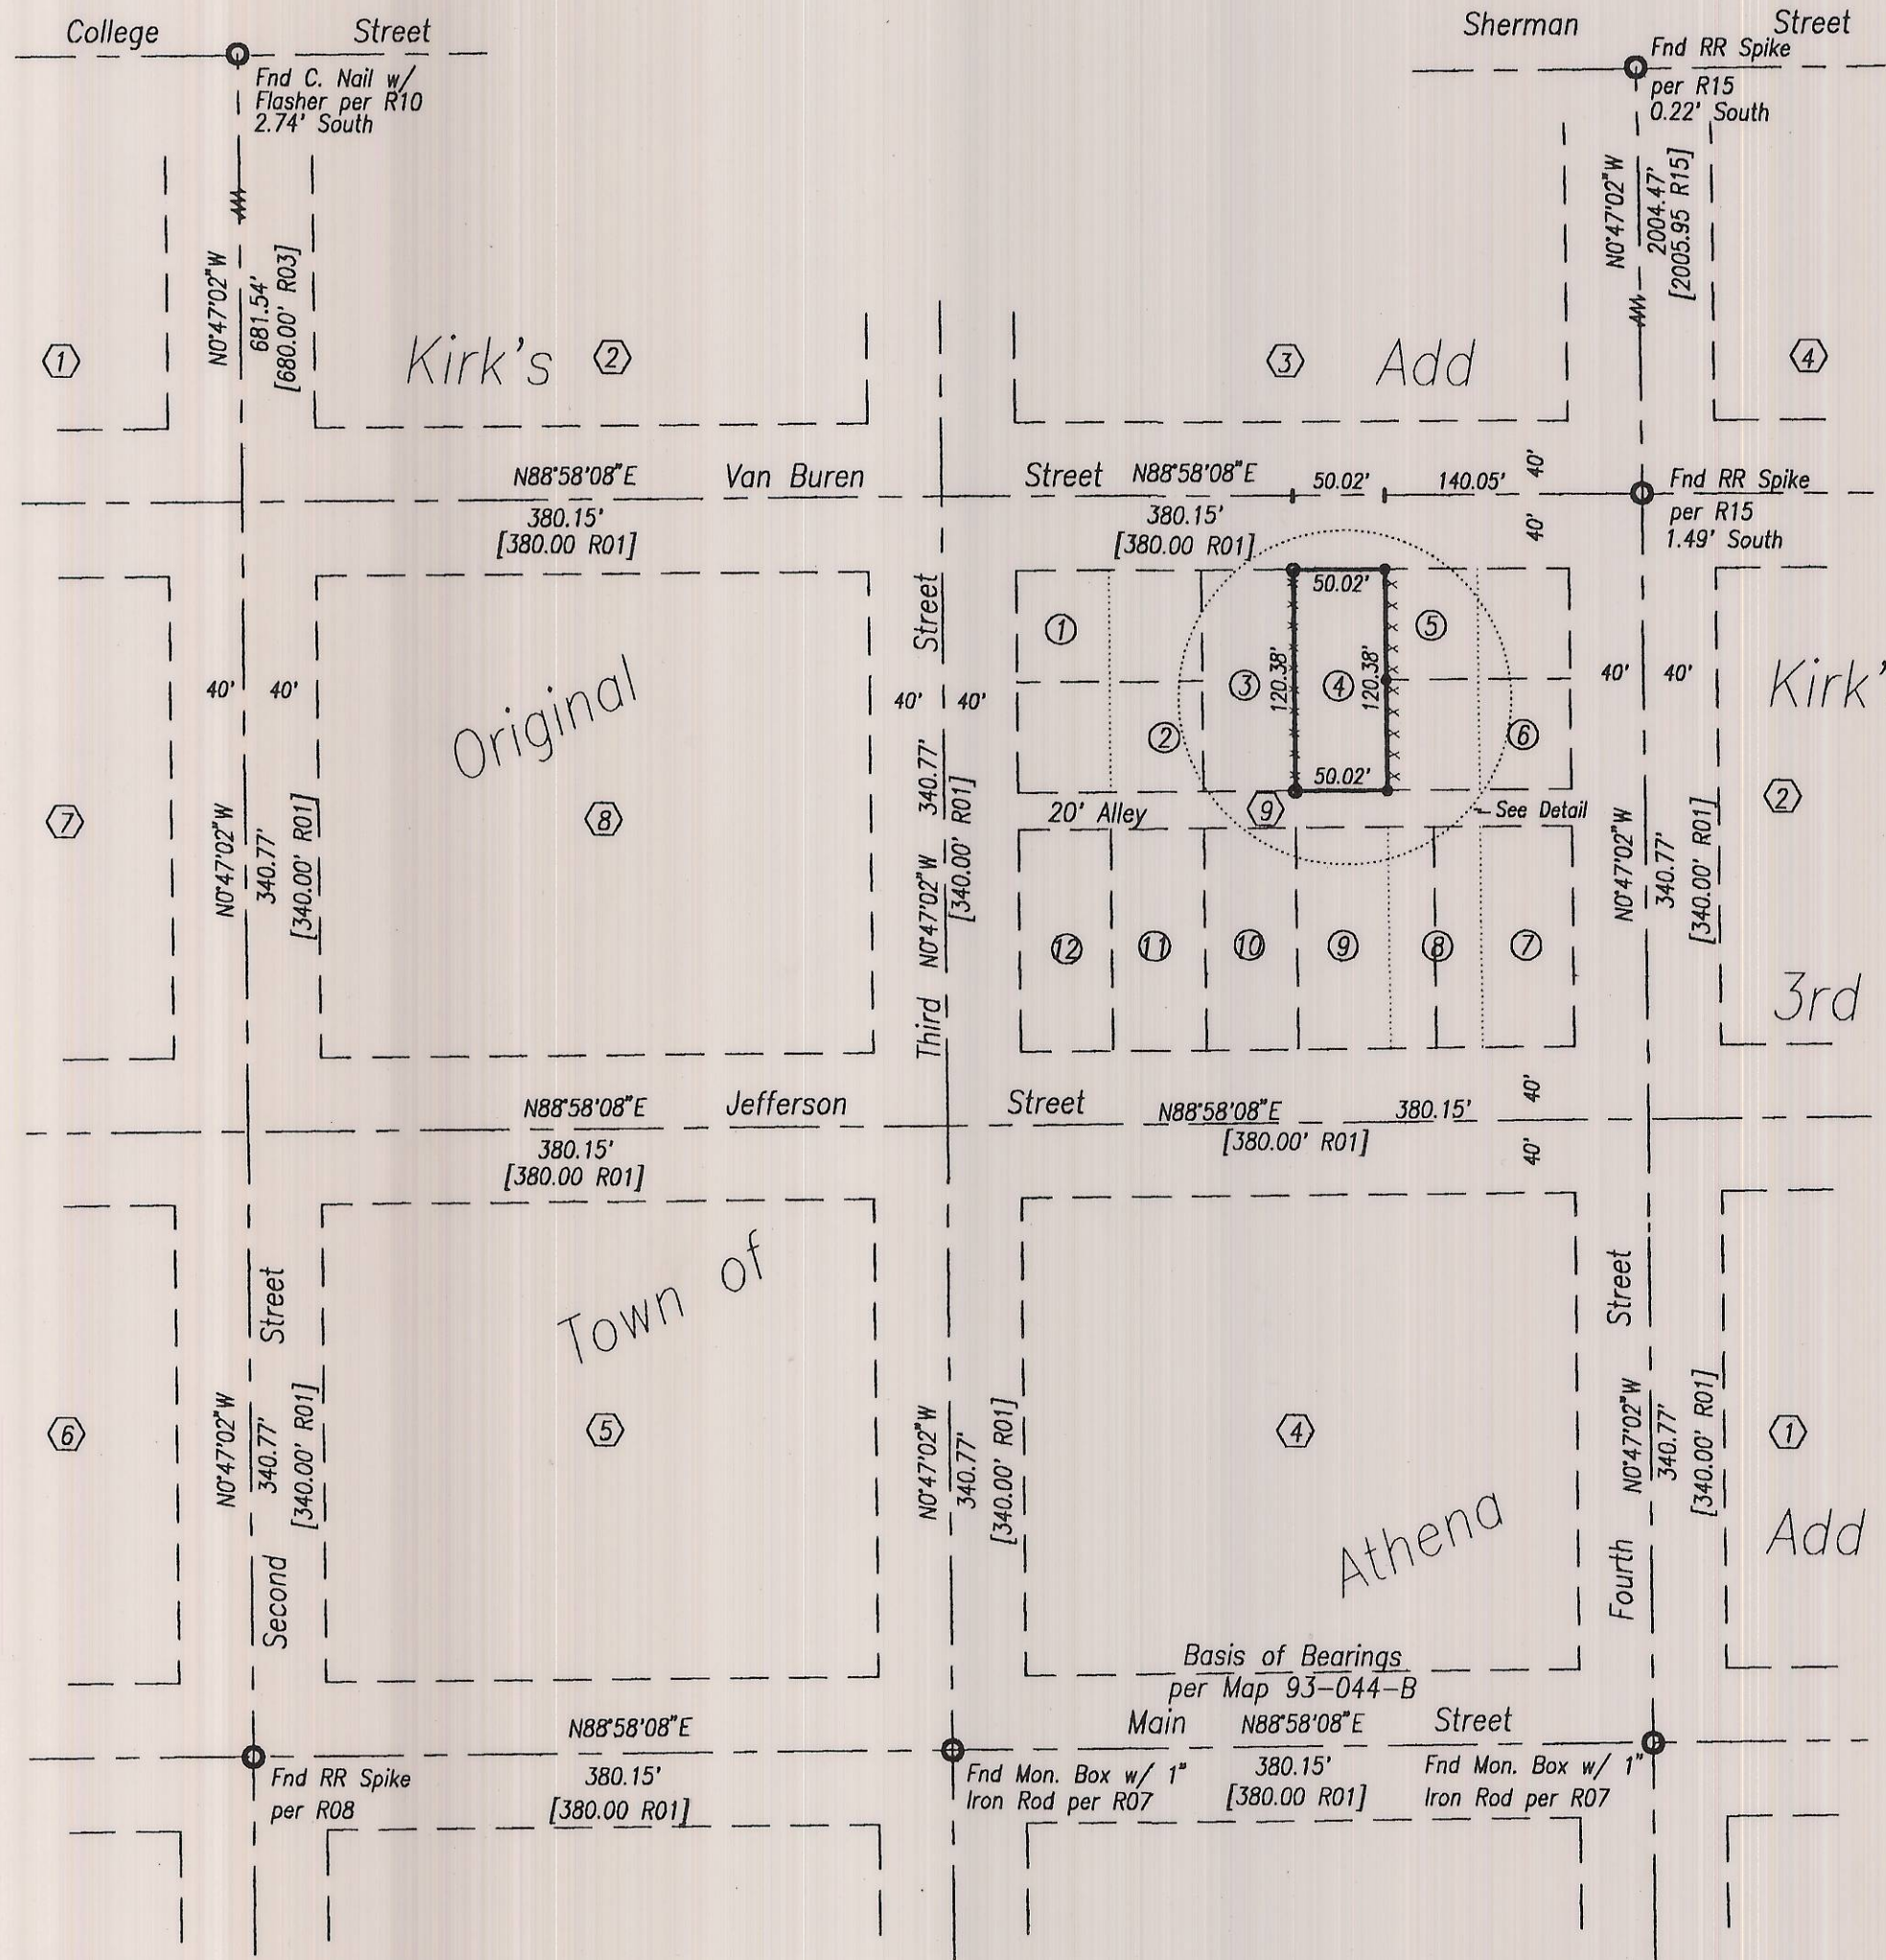 College Street
Sherman Street
Fnd C. Nail w/
Flasher per R10
2.74' South
Fnd RR Spike
per R15
0.22' South
N0°47'02"W
681.54'
[680.00' R03]
N0°47'02"W
2004.47'
[2005.95 R15]
1
Kirk's
2
3
Add
4
N88°58'08"E
Van Buren
Street
N88°58'08"E
50.02'
140.05'
40'
380.15'
[380.00 R01]
380.15'
[380.00 R01]
40'
Fnd RR Spike
per R15
1.49' South
50.02'
1
5
Street
3
120.38'
4
120.38'
40'
40'
Original
40'
40'
40'
40'
Kirk'
2
6
50.02'
7
8
20' Alley
9
See Detail
2
N0°47'02"W
340.77'
[340.00' R01]
Third
N0°47'02"W
340.77'
[340.00' R01]
N0°47'02"W
340.77'
[340.00' R01]
12
11
10
9
8
7
3rd
N88°58'08"E
Jefferson
Street
N88°58'08"E
380.15'
40'
380.15'
[380.00 R01]
[380.00' R01]
40'
Town of
Second
Street
N0°47'02"W
340.77'
[340.00' R01]
N0°47'02"W
340.77'
[340.00' R01]
Fourth
Street
N0°47'02"W
340.77'
[340.00' R01]
6
5
4
1
Athena
Add
Basis of Bearings
per Map 93-044-B
N88°58'08"E
Main
N88°58'08"E
Street
Fnd RR Spike
per R08
380.15'
[380.00 R01]
Fnd Mon. Box w/ 1"
Iron Rod per R07
380.15'
[380.00 R01]
Fnd Mon. Box w/ 1"
Iron Rod per R07